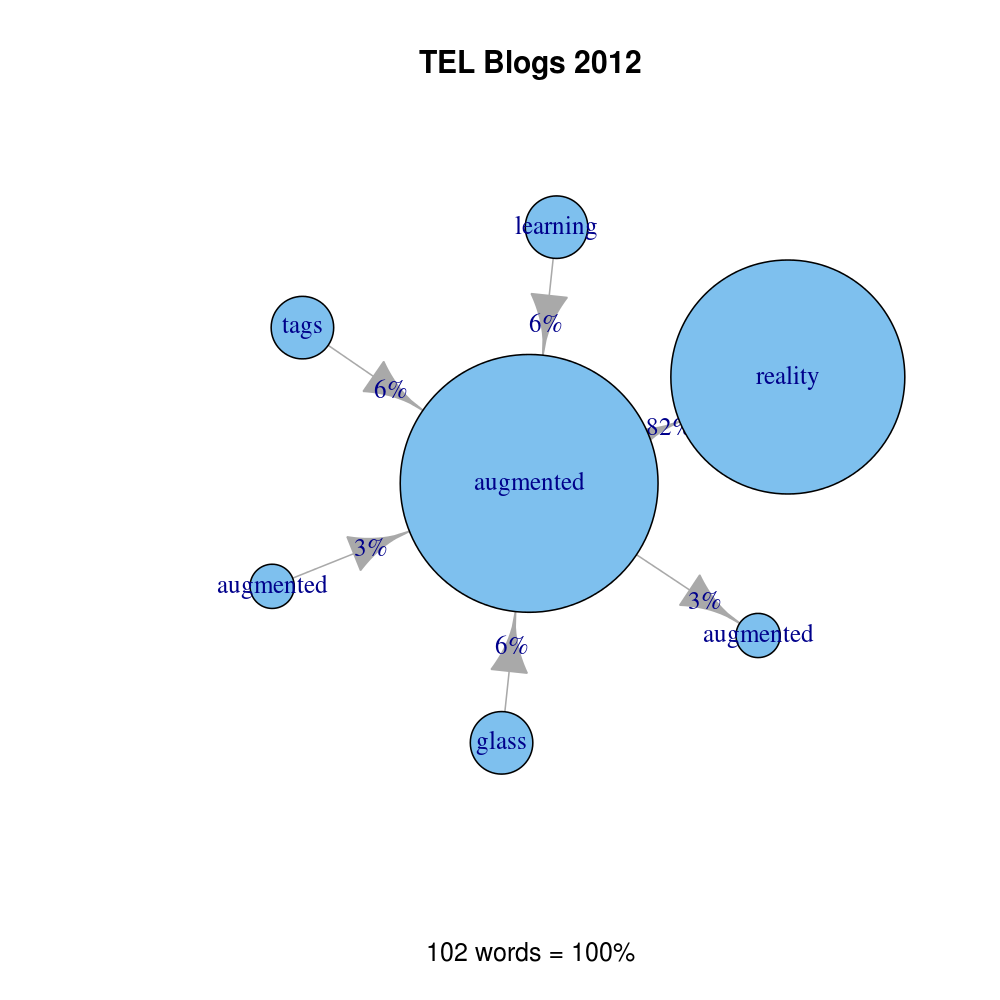 TEL Blogs 2012
learning
6%
tags
reality
6%
82%
augmented
3%
augmented
3%
augmented
6%
glass
102 words = 100%